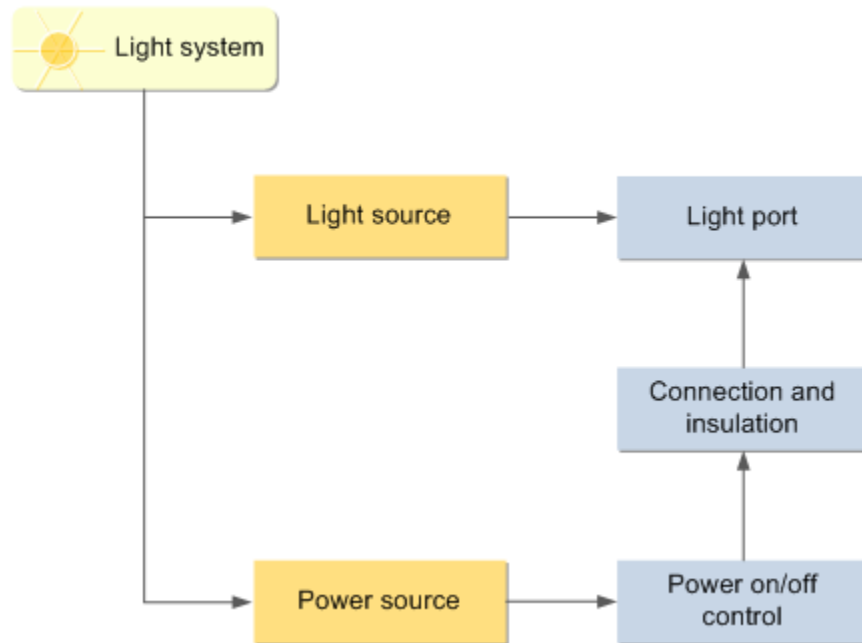 Light system
Light source
Light port
Connection and
insulation
Power source
Power on/off
control